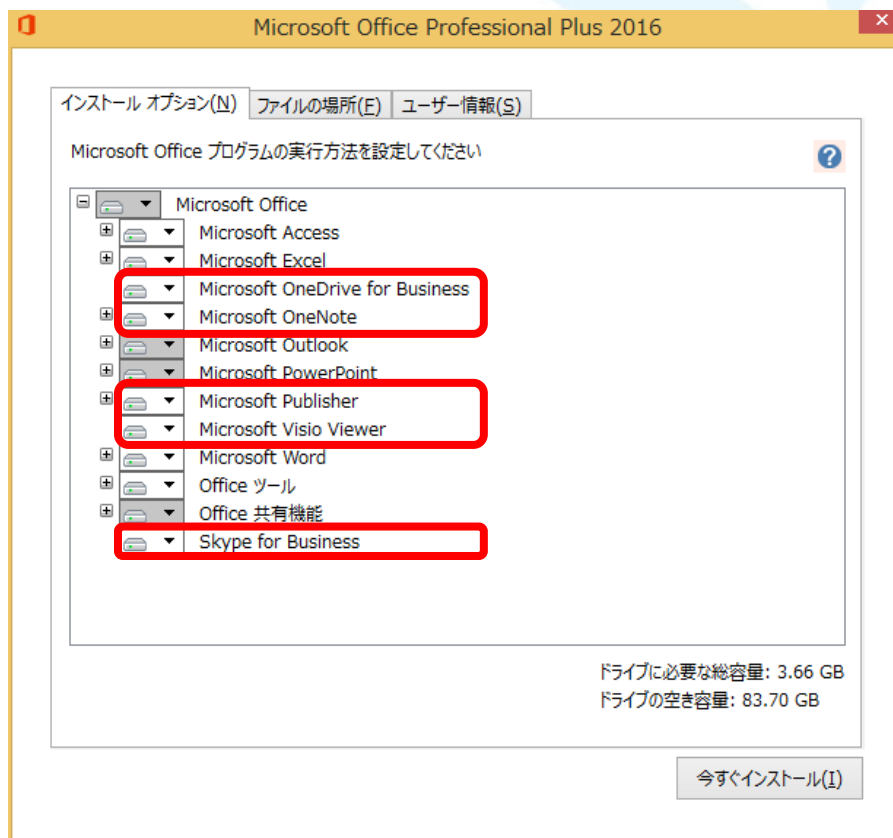 Microsoft Office Professional Plus 2016
インストール オプション(N) ファイルの場所(F) ユーザー情報(S)
Microsoft Office プログラムの実行方法を設定してください
Microsoft Office
Microsoft Access
Microsoft Excel
Microsoft OneDrive for Business
Microsoft OneNote
Microsoft Outlook
Microsoft PowerPoint
Microsoft Publisher
Microsoft Visio Viewer
Microsoft Word
Office ツール
Office 共有機能
Skype for Business
ドライブに必要な総容量: 3.66 GB
ドライブの空き容量: 83.70 GB
今すぐインストール(I)